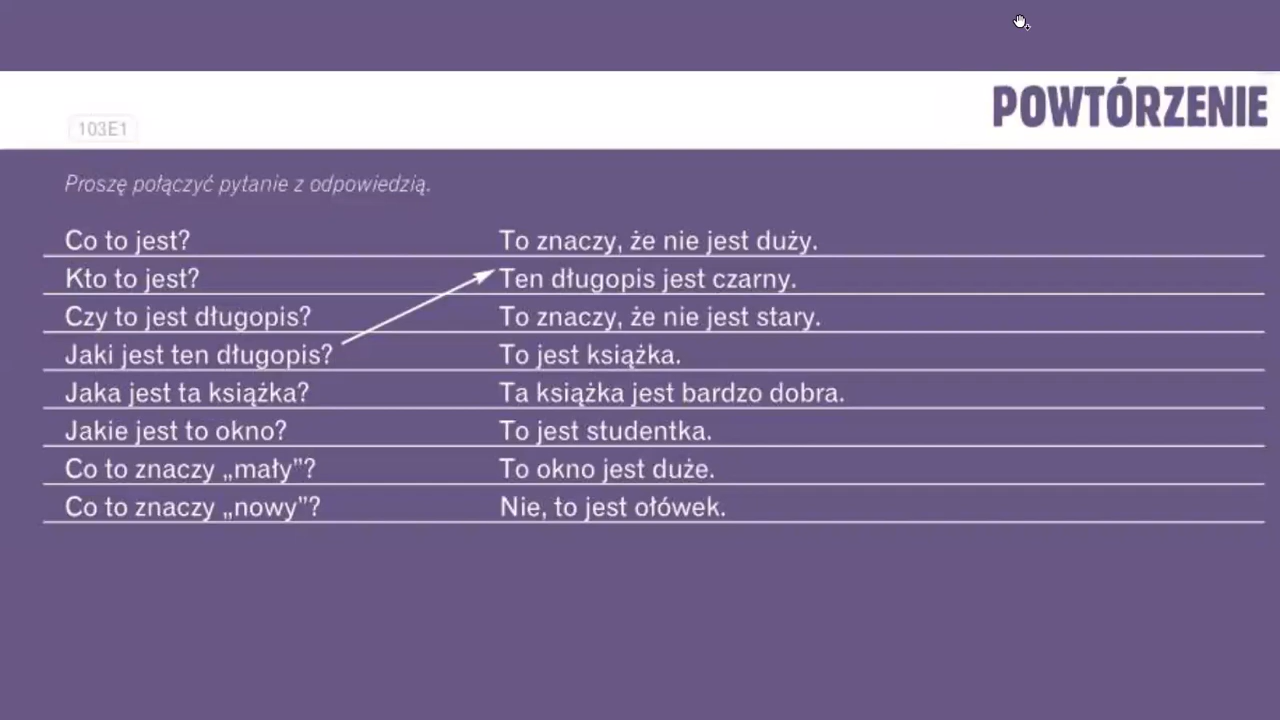 POWTÓRZENIE
103E1
Proszę połączyć pytanie z odpowiedzią.
Co to jest? To znaczy, że nie jest duży.
Kto to jest? Ten długopis jest czarny.
Czy to jest długopis? To znaczy, że nie jest stary.
Jaki jest ten długopis? To jest książka.
Jaka jest ta książka? Ta książka jest bardzo dobra.
Jakie jest to okno? To jest studentka.
Co to znaczy „mały”? To okno jest duże.
Co to znaczy „nowy”? Nie, to jest ołówek.